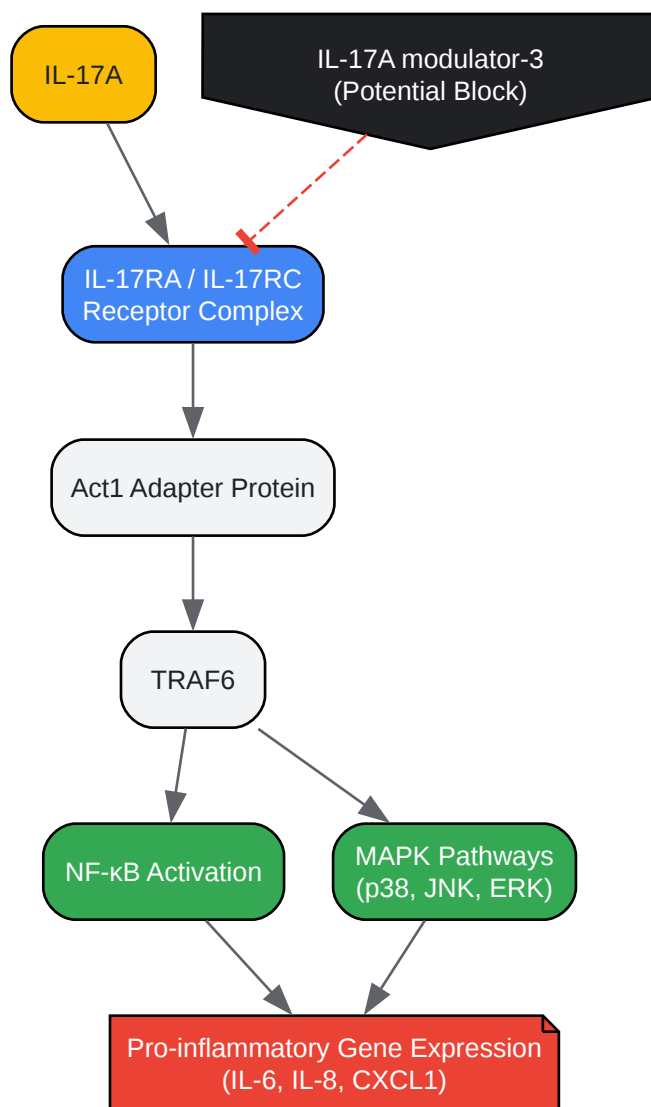 IL-17A
IL-17A modulator-3
(Potential Block)
IL-17RA / IL-17RC
Receptor Complex
Act1 Adapter Protein
TRAF6
NF-κB Activation
MAPK Pathways
(p38, JNK, ERK)
Pro-inflammatory Gene Expression
(IL-6, IL-8, CXCL1)